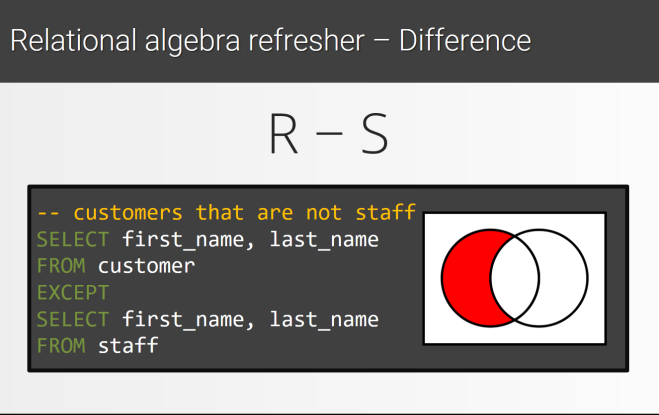 Relational algebra refresher – Difference
R – S
-- customers that are not staff
SELECT first_name, last_name
FROM customer
EXCEPT
SELECT first_name, last_name
FROM staff